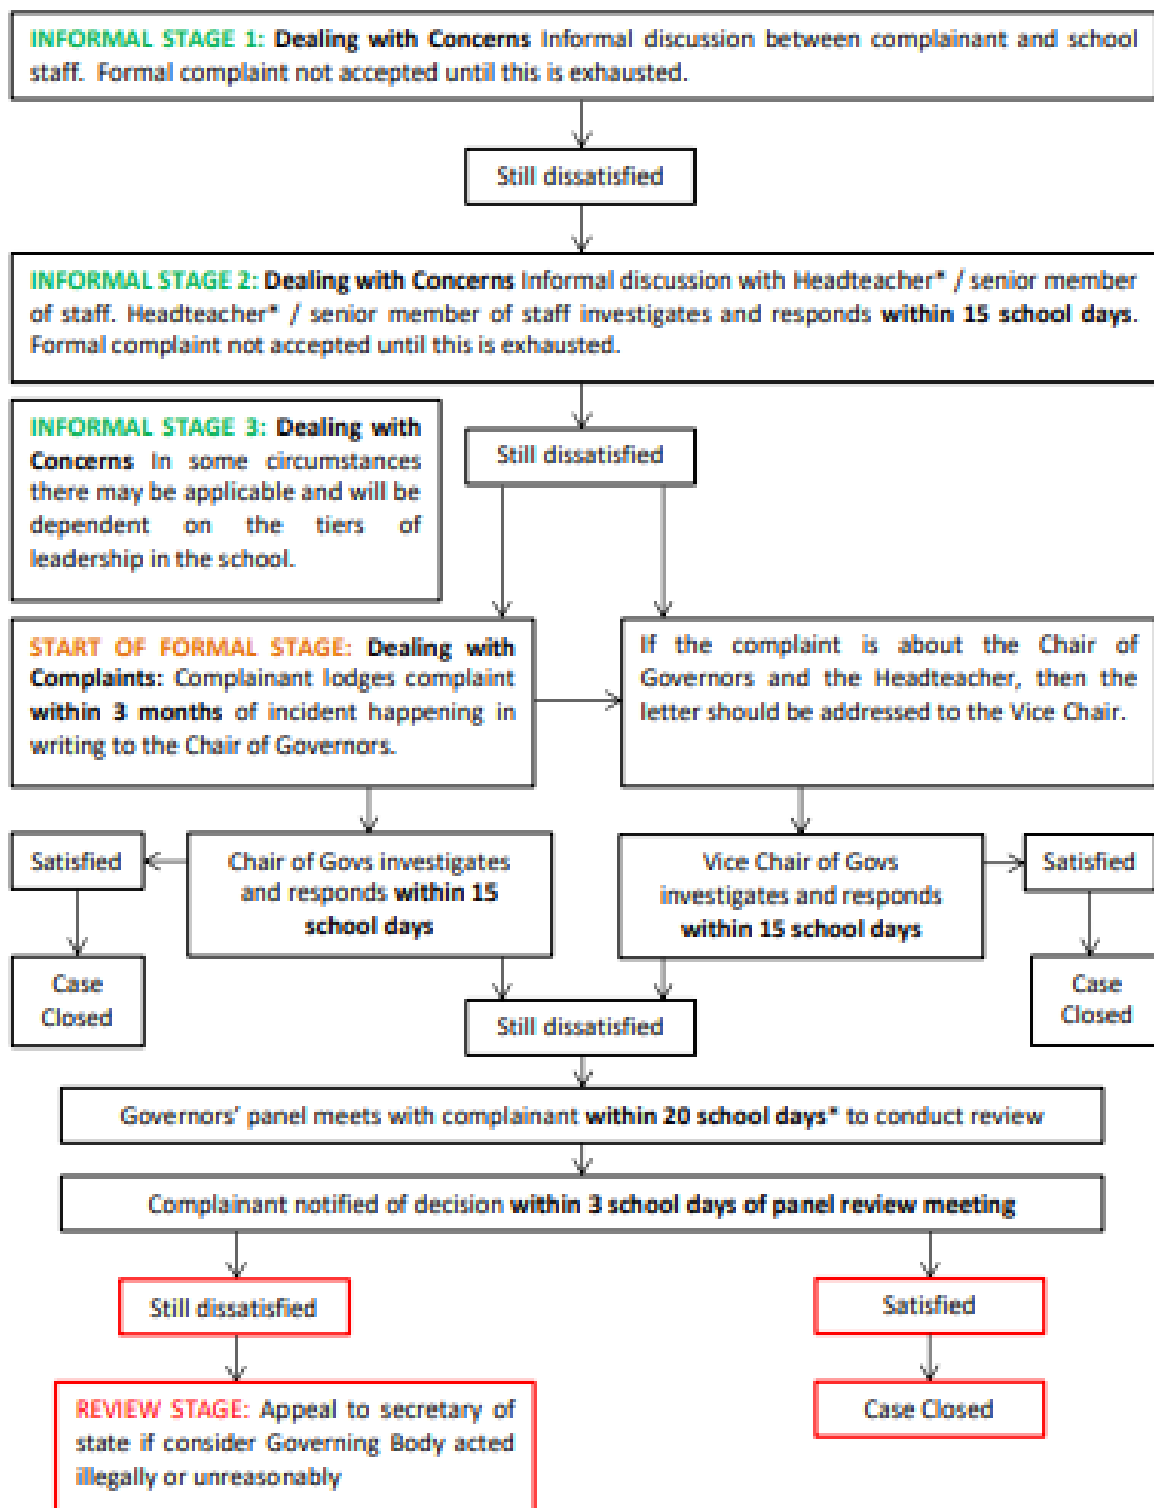 INFORMAL STAGE 1: Dealing with Concerns Informal discussion between complainant and school
staff. Formal complaint not accepted until this is exhausted.
Still dissatisfied
INFORMAL STAGE 2: Dealing with Concerns Informal discussion with Headteacher* / senior member
of staff. Headteacher* / senior member of staff investigates and responds within 15 school days.
Formal complaint not accepted until this is exhausted.
INFORMAL STAGE 3: Dealing with
Concerns In some circumstances
there may be applicable and will be
dependent on the tiers of
leadership in the school.
Still dissatisfied
START OF FORMAL STAGE: Dealing with
Complaints: Complainant lodges complaint
within 3 months of incident happening in
writing to the Chair of Governors.
If the complaint is about the Chair of
Governors and the Headteacher, then the
letter should be addressed to the Vice Chair.
Satisfied
Chair of Govs investigates
and responds within 15
school days
Vice Chair of Govs
investigates and responds
within 15 school days
Satisfied
Case
Closed
Still dissatisfied
Case
Closed
Governors' panel meets with complainant within 20 school days* to conduct review
Complainant notified of decision within 3 school days of panel review meeting
Still dissatisfied
Satisfied
REVIEW STAGE: Appeal to secretary of
state if consider Governing Body acted
illegally or unreasonably
Case Closed